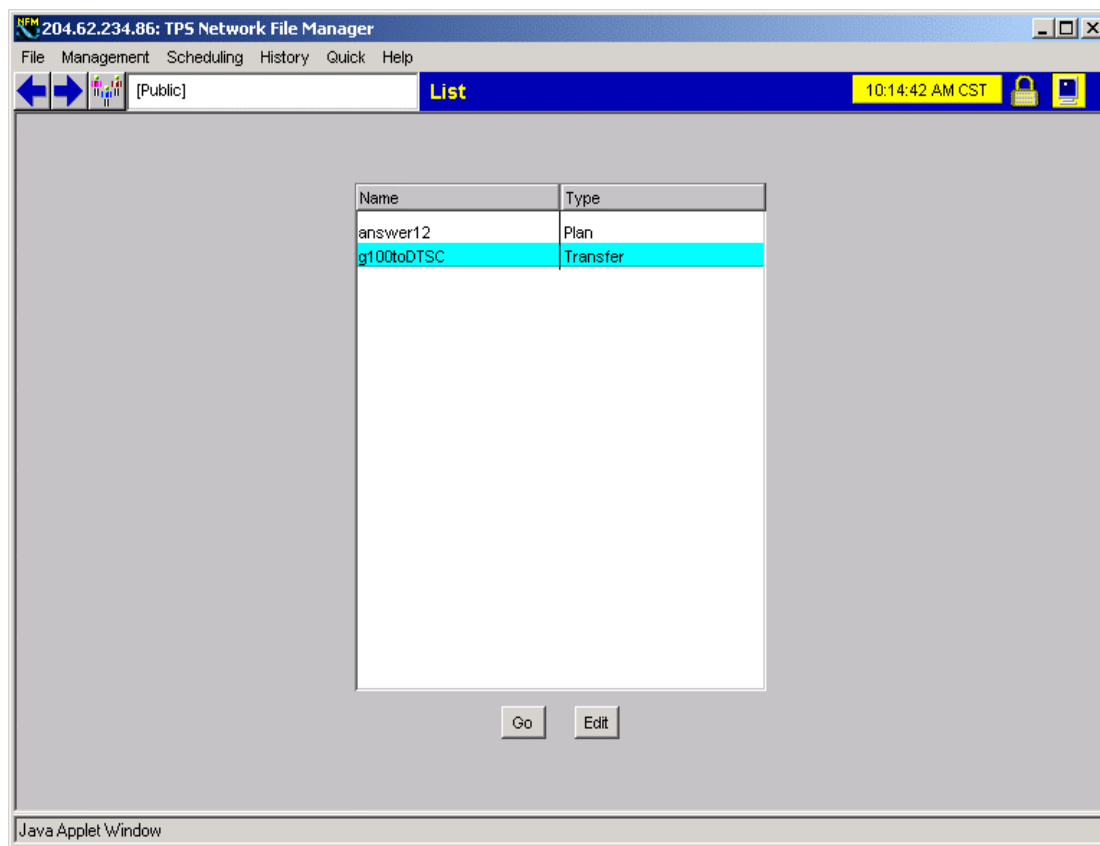 NFM 204.62.234.86: TPS Network File Manager
File Management Scheduling History Quick Help
[Public] List 10:14:42 AM CST
Name Type
answer12 Plan
g100toDTSC Transfer
Go Edit
Java Applet Window